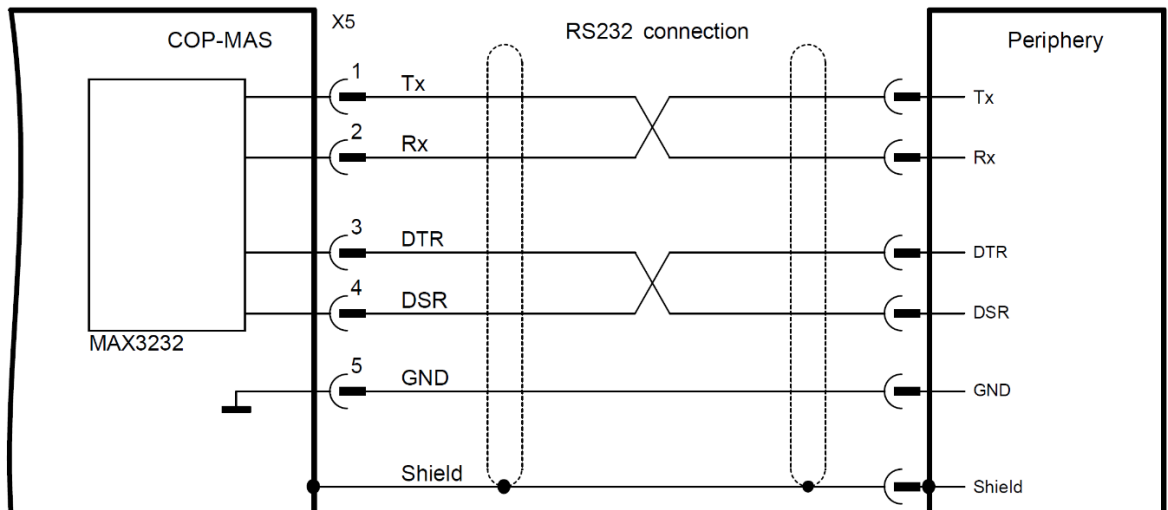 X5
RS232 connection
COP-MAS
Periphery
1
Tx
Tx
2
Rx
Rx
3
DTR
DTR
4
DSR
DSR
MAX3232
5
GND
GND
Shield
Shield